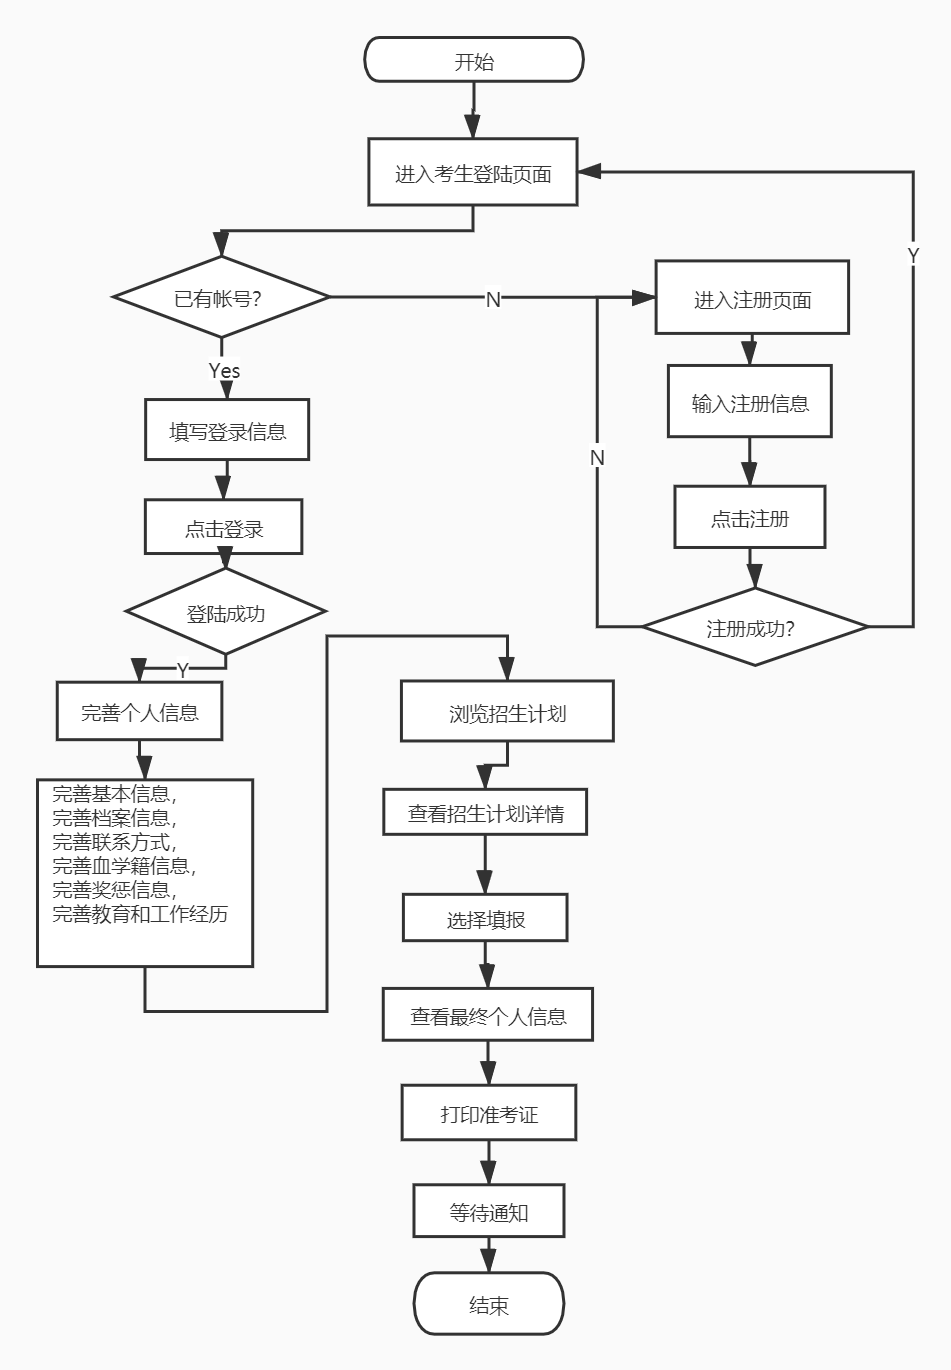 开始
进入考生登陆页面
Y
已有帐号?
N
进入注册页面
Yes
输入注册信息
填写登录信息
N
点击注册
点击登录
登陆成功
注册成功?
Y
完善个人信息
浏览招生计划
完善基本信息,
完善档案信息,
完善联系方式,
完善血学籍信息,
完善奖惩信息,
完善教育和工作经历
查看招生计划详情
选择填报
查看最终个人信息
打印准考证
等待通知
结束